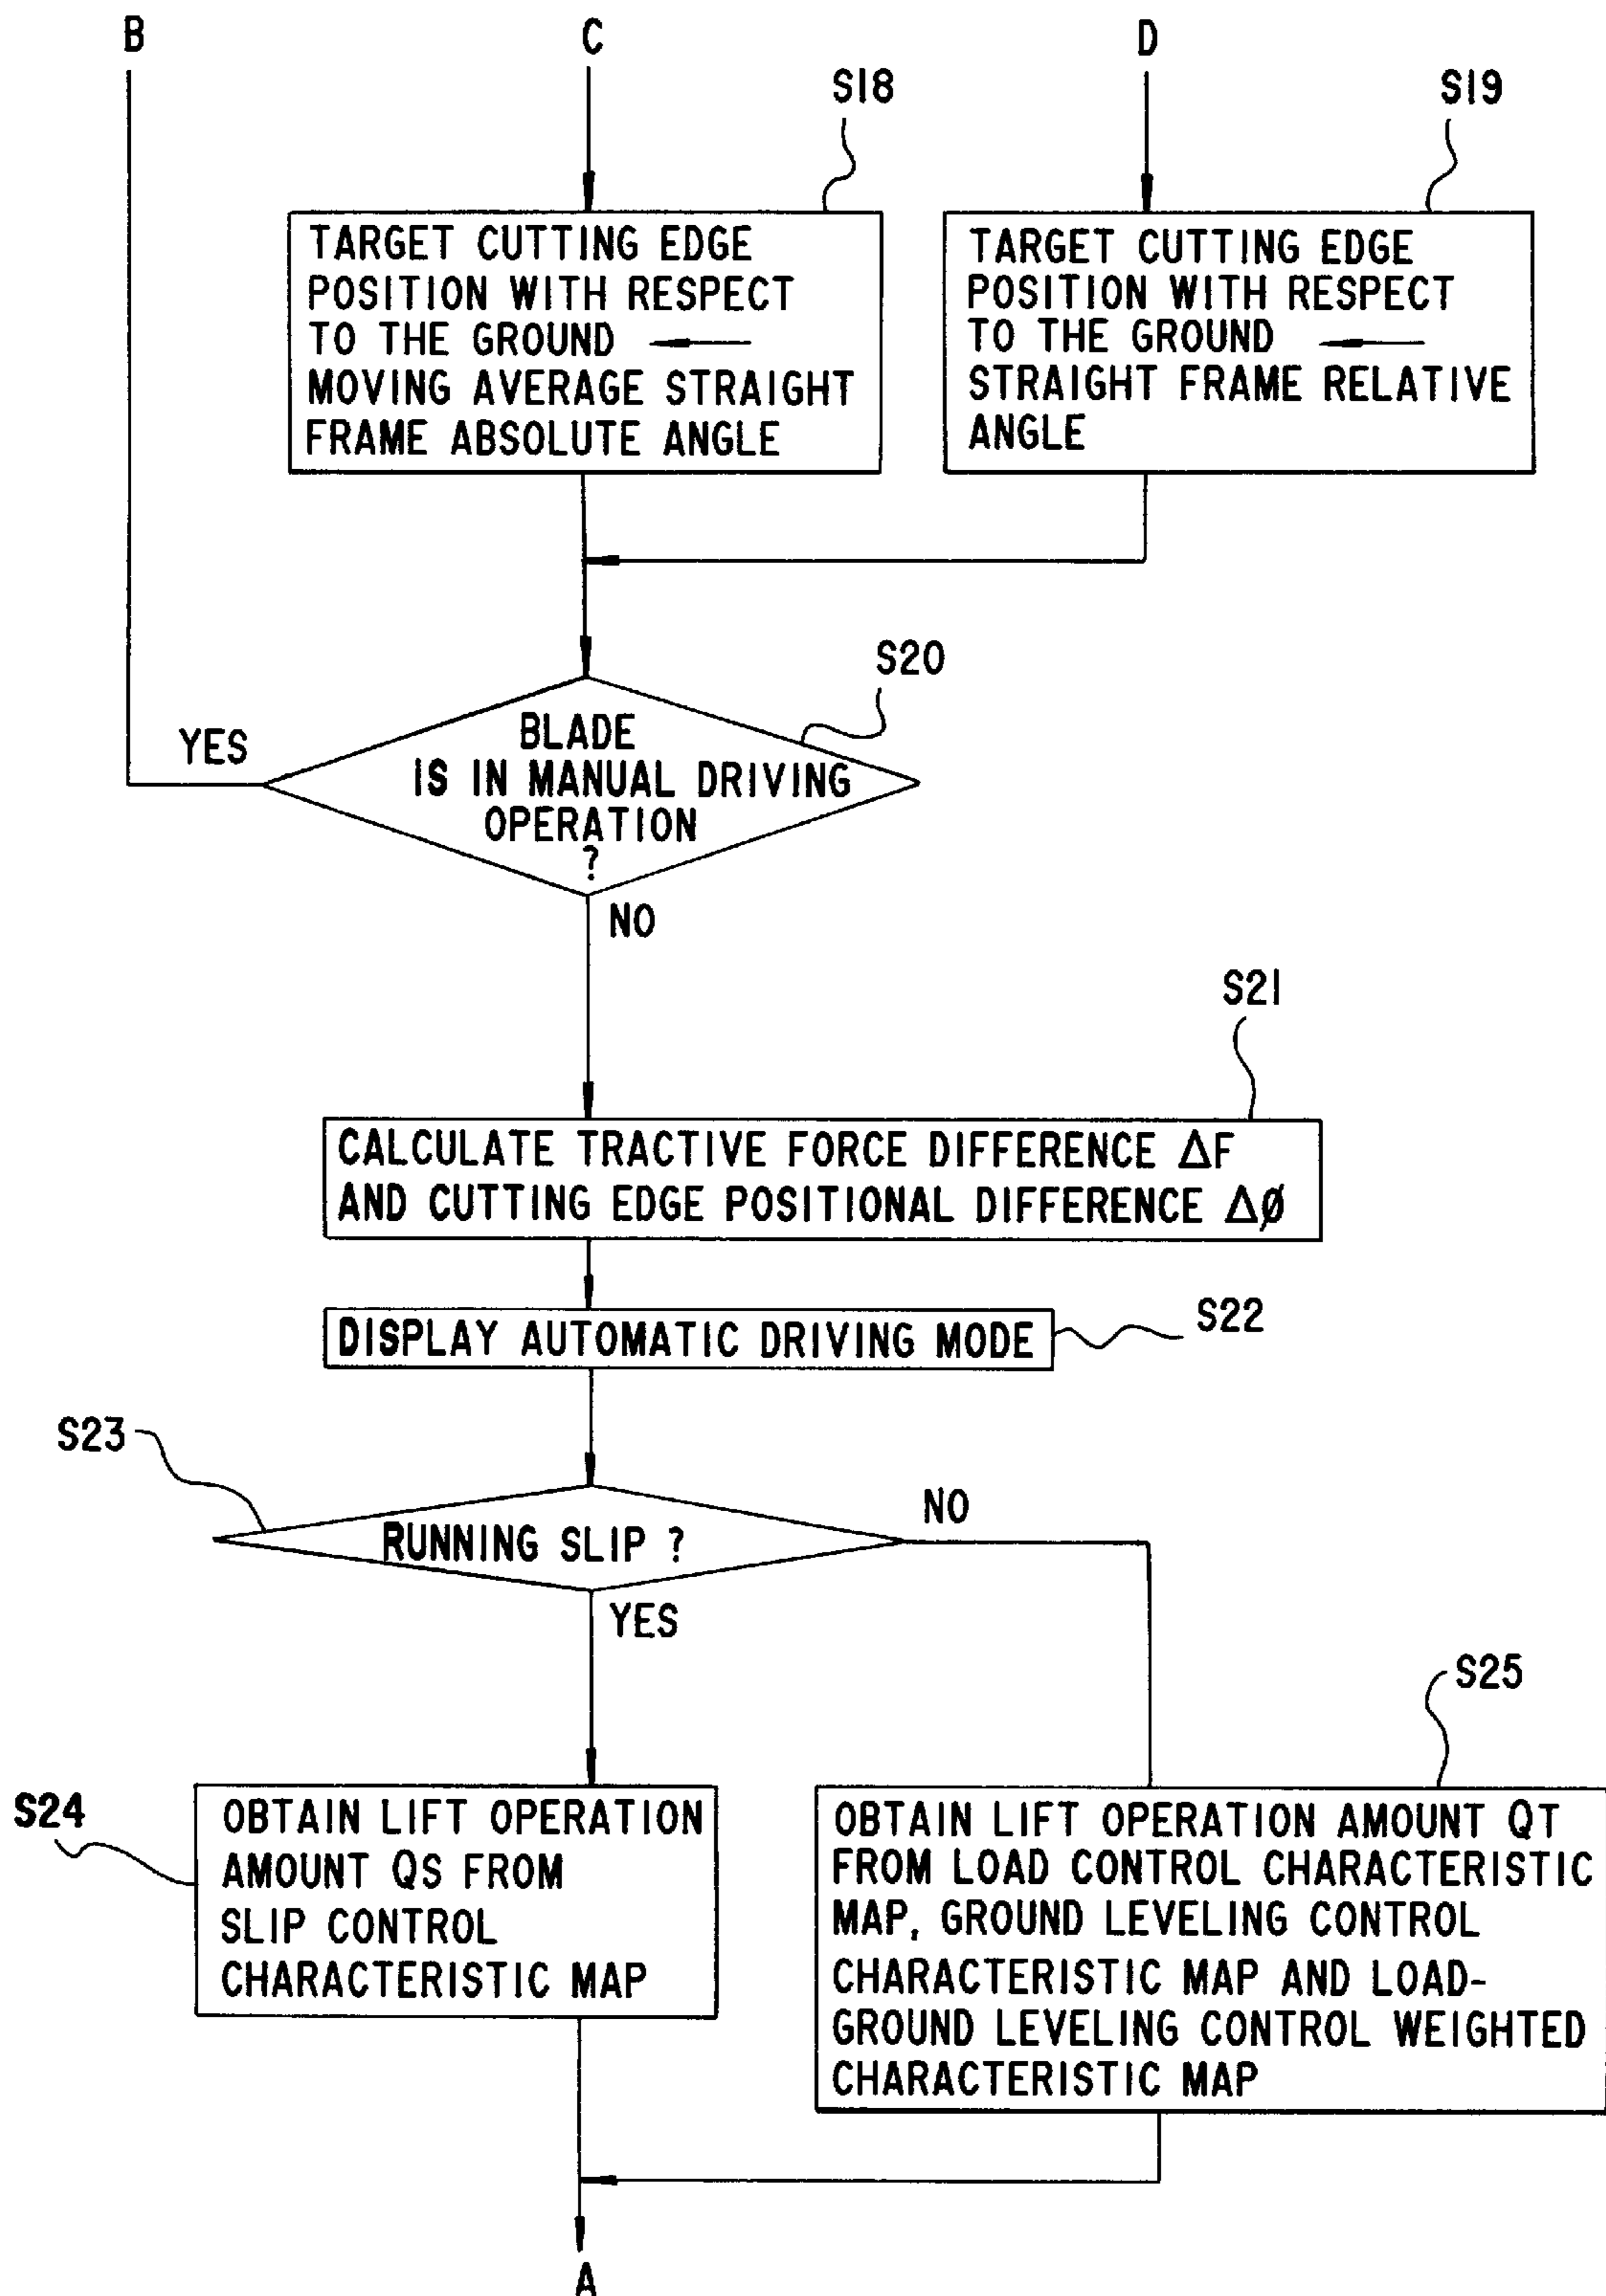 B
C
D
S18
S19
TARGET CUTTING EDGE
POSITION WITH RESPECT
TO THE GROUND ←
MOVING AVERAGE STRAIGHT
FRAME ABSOLUTE ANGLE
TARGET CUTTING EDGE
POSITION WITH RESPECT
TO THE GROUND ←
STRAIGHT FRAME RELATIVE
ANGLE
S20
YES
BLADE
IS IN MANUAL DRIVING
OPERATION
?
NO
S21
CALCULATE TRACTIVE FORCE DIFFERENCE ΔF
AND CUTTING EDGE POSITIONAL DIFFERENCE Δø
DISPLAY AUTOMATIC DRIVING MODE
S22
S23
RUNNING SLIP ?
NO
YES
S24
OBTAIN LIFT OPERATION
AMOUNT QS FROM
SLIP CONTROL
CHARACTERISTIC MAP
S25
OBTAIN LIFT OPERATION AMOUNT QT
FROM LOAD CONTROL CHARACTERISTIC
MAP, GROUND LEVELING CONTROL
CHARACTERISTIC MAP AND LOAD-
GROUND LEVELING CONTROL WEIGHTED
CHARACTERISTIC MAP
A